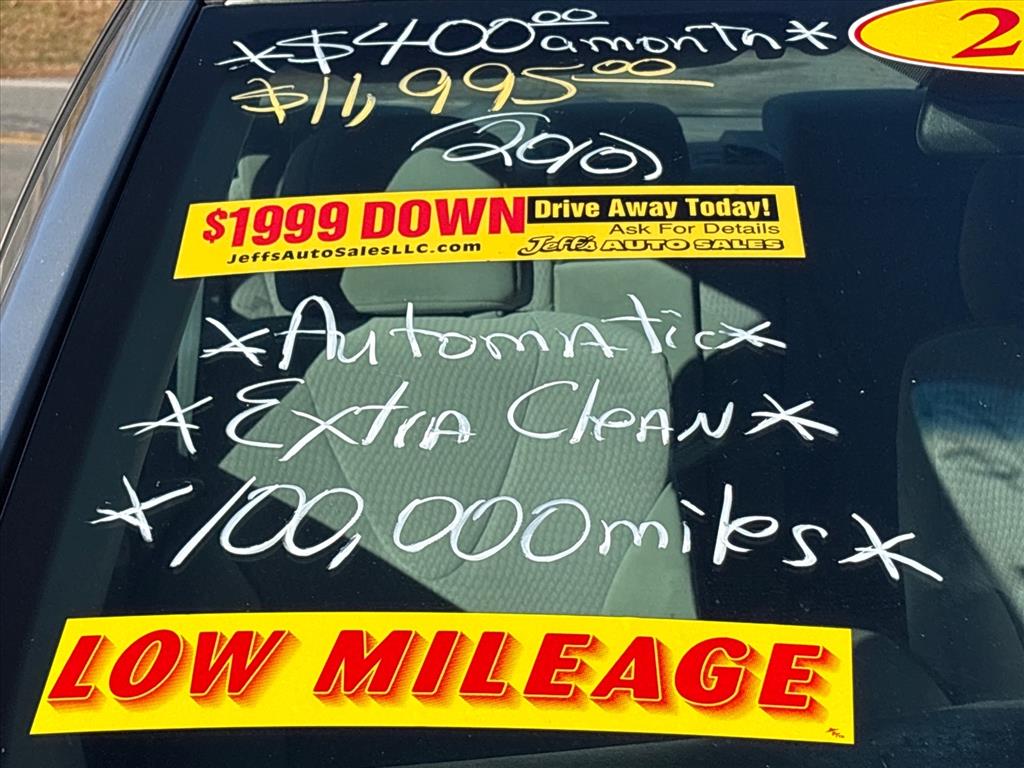 *$400.00 a month*
2
$11,995.00
$1999 DOWN Drive Away Today!
Ask For Details
JeffsAutoSalesLLC.com Jeff's AUTO SALES
*Automatic*
*Extra Clean*
*100,000 miles*
LOW MILEAGE